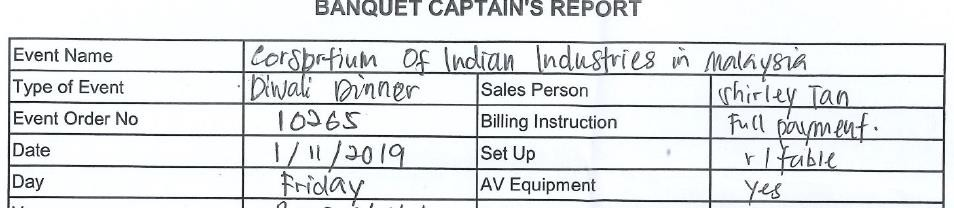 BANQUET CAPTAIN'S REPORT
Event Name Corsortium Of Indian Industries in Malaysia
Type of Event Diwali Dinner Sales Person Shirley Tan
Event Order No 10265 Billing Instruction Full payment.
Date 1/11/2019 Set Up r/table
Day Friday AV Equipment yes